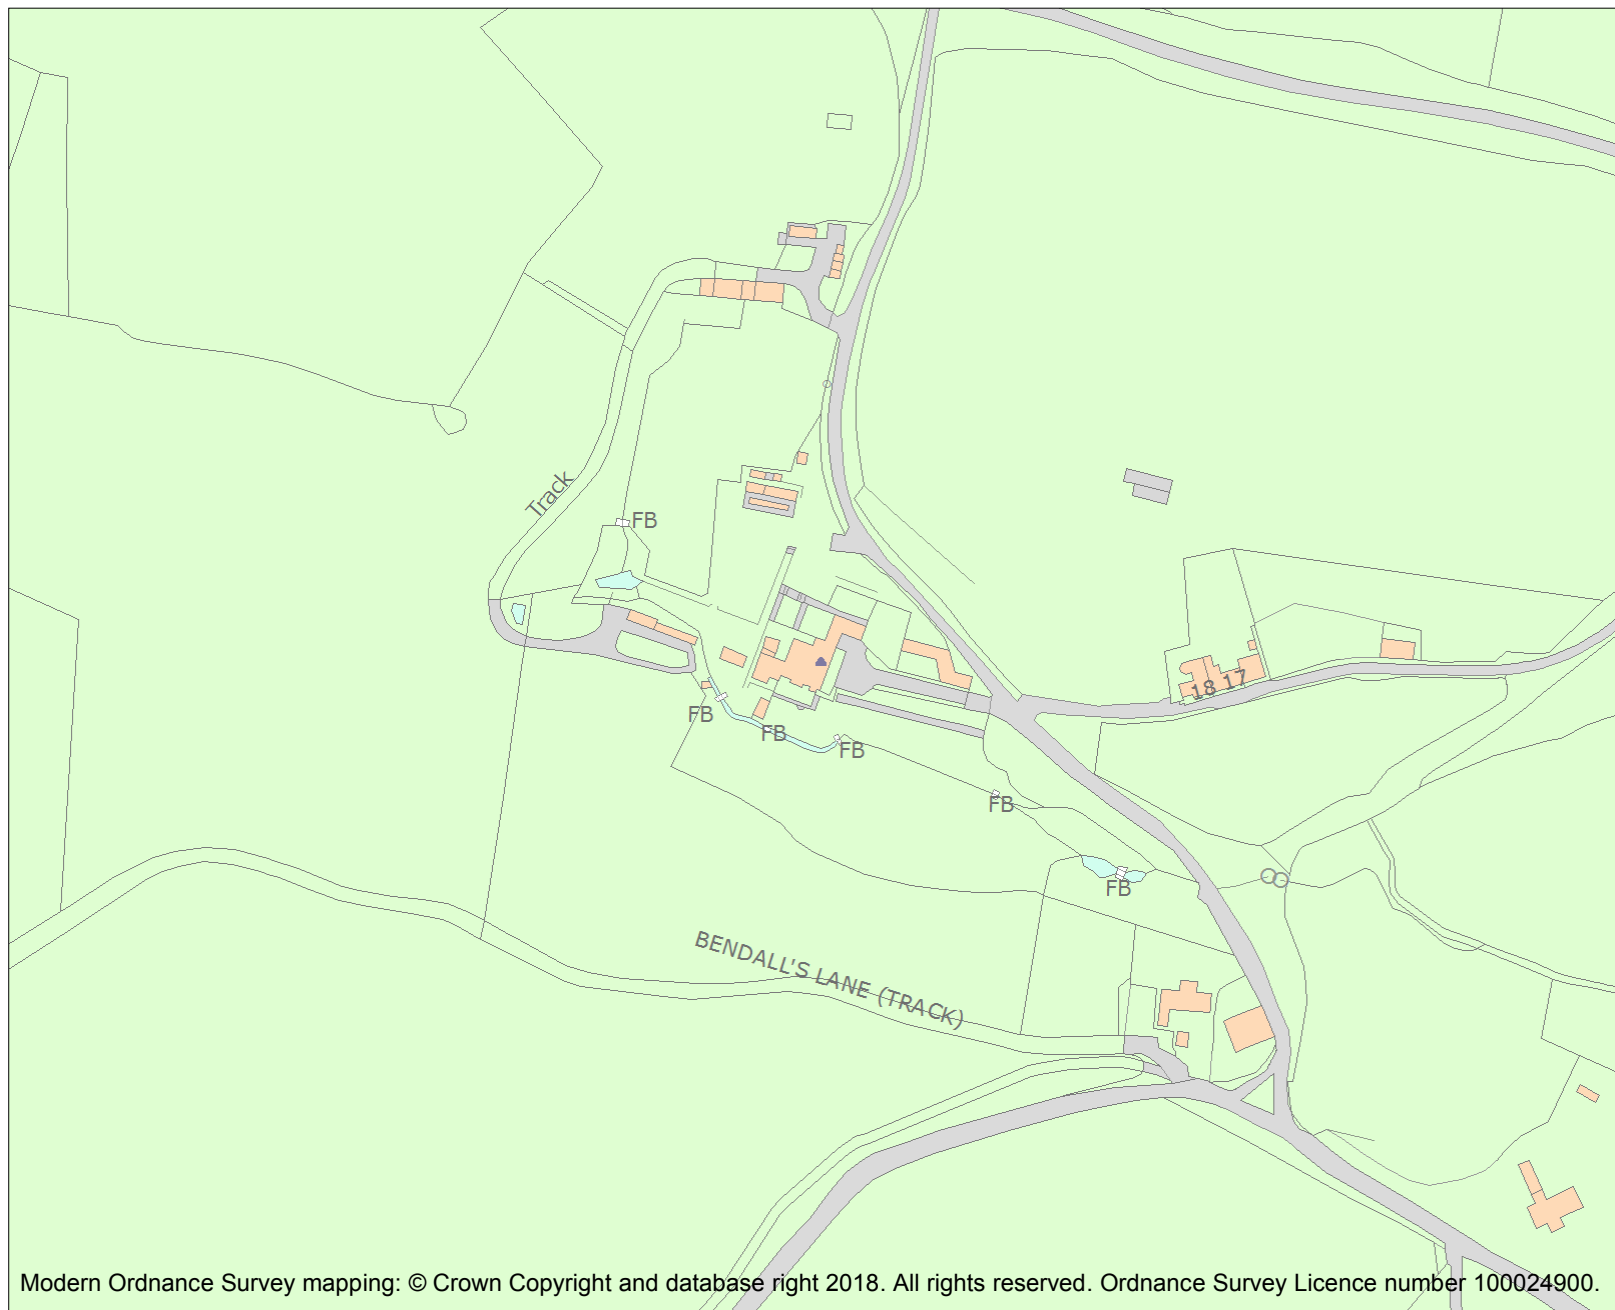 Track
FB
18 17
FB
FB
FB
FB
FB
BENDALL'S LANE (TRACK)
Modern Ordnance Survey mapping: © Crown Copyright and database right 2018. All rights reserved. Ordnance Survey Licence number 100024900.